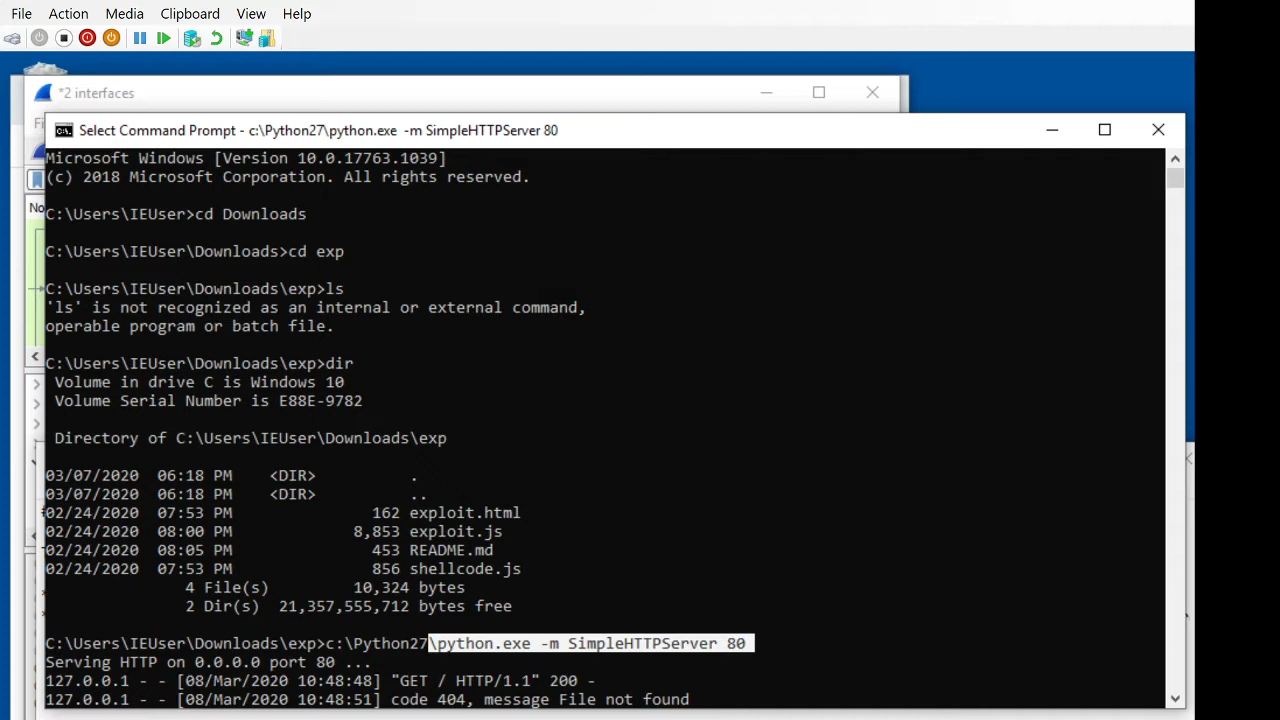 File Action Media Clipboard View Help
*2 interfaces
Select Command Prompt - c:\Python27\python.exe -m SimpleHTTPServer 80
Microsoft Windows [Version 10.0.17763.1039]
(c) 2018 Microsoft Corporation. All rights reserved.
No
C:\Users\IEUser>cd Downloads
C:\Users\IEUser\Downloads>cd exp
C:\Users\IEUser\Downloads\exp>ls
'ls' is not recognized as an internal or external command,
operable program or batch file.
C:\Users\IEUser\Downloads\exp>dir
Volume in drive C is Windows 10
Volume Serial Number is E88E-9782
Directory of C:\Users\IEUser\Downloads\exp
03/07/2020 06:18 PM <DIR> .
03/07/2020 06:18 PM <DIR> ..
02/24/2020 07:53 PM 162 exploit.html
02/24/2020 08:00 PM 8,853 exploit.js
02/24/2020 08:05 PM 453 README.md
02/24/2020 07:53 PM 856 shellcode.js
4 File(s) 10,324 bytes
2 Dir(s) 21,357,555,712 bytes free
C:\Users\IEUser\Downloads\exp>c:\Python27\python.exe -m SimpleHTTPServer 80
Serving HTTP on 0.0.0.0 port 80 ...
127.0.0.1 - - [08/Mar/2020 10:48:48] "GET / HTTP/1.1" 200 -
127.0.0.1 - - [08/Mar/2020 10:48:51] code 404, message File not found